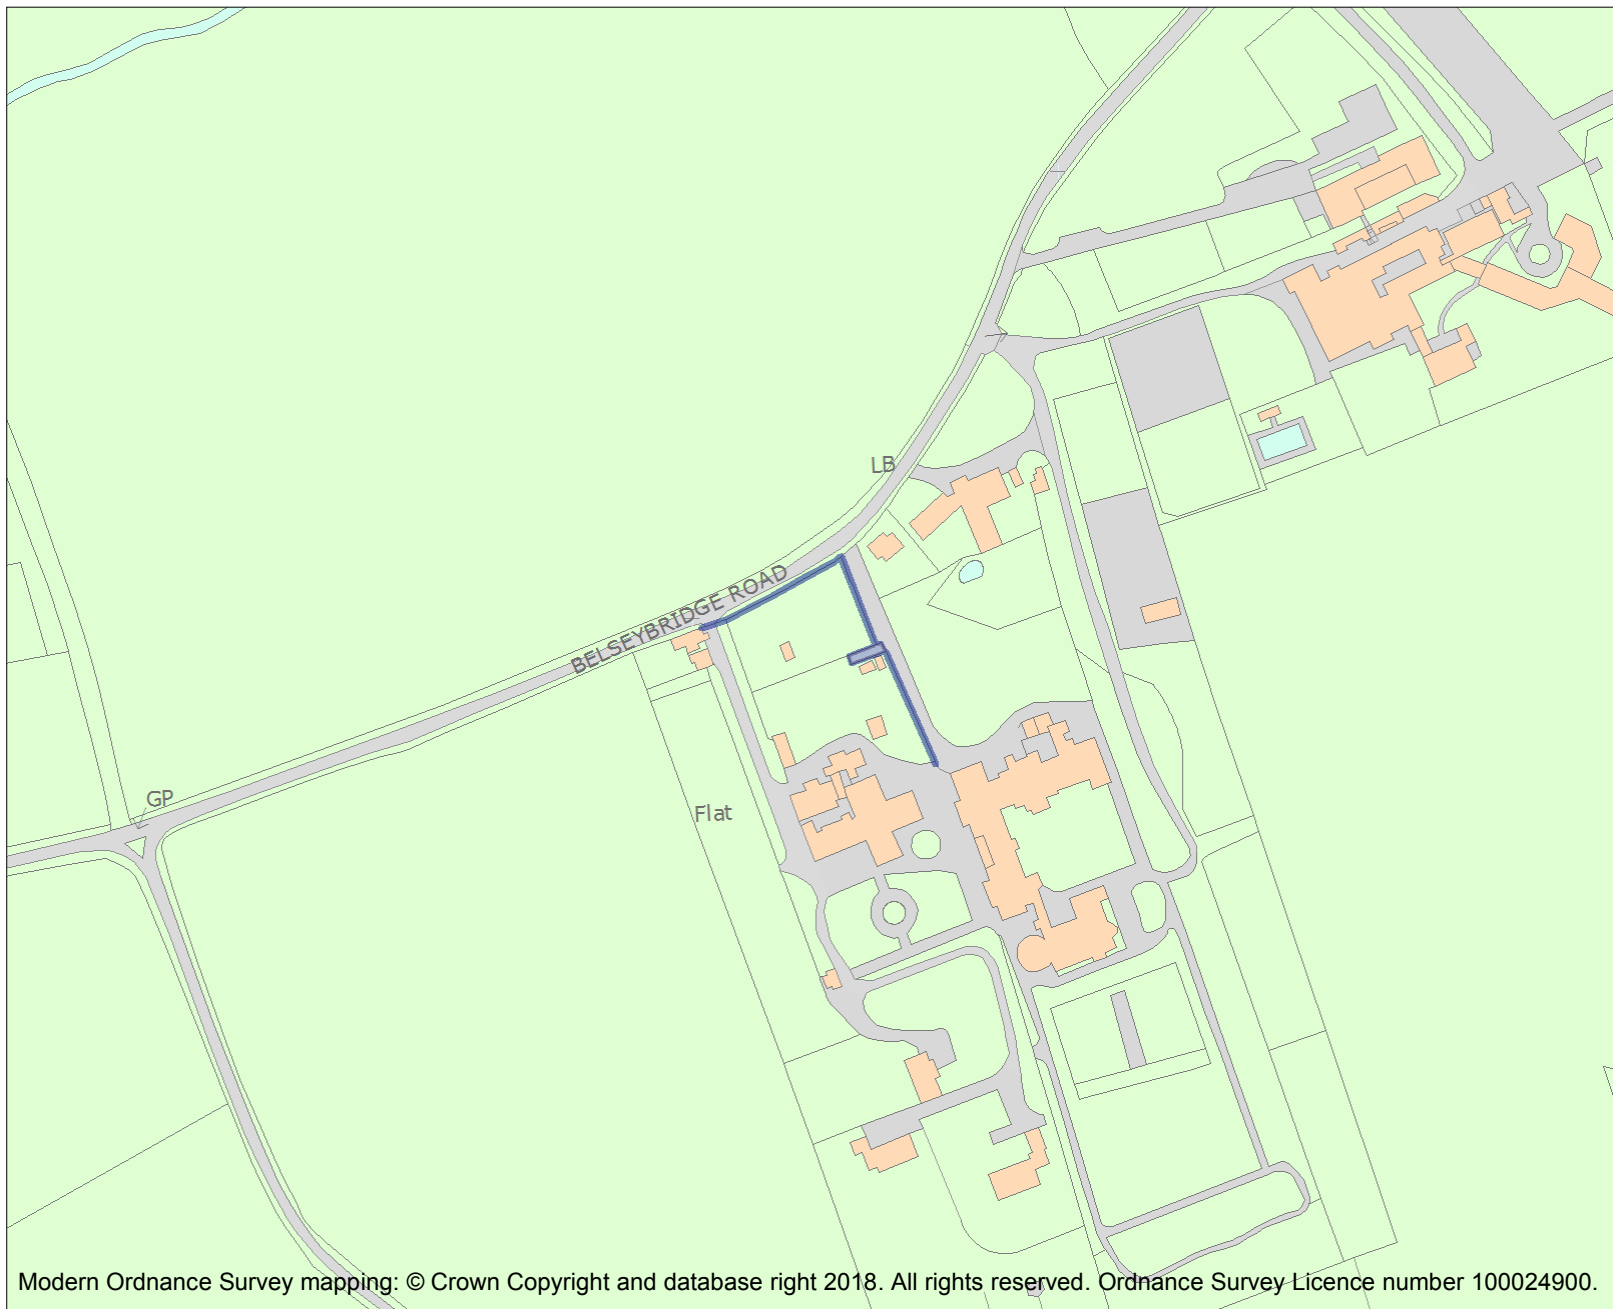 LB
BELSEYBRIDGE ROAD
GP
Flat
Modern Ordnance Survey mapping: © Crown Copyright and database right 2018. All rights reserved. Ordnance Survey Licence number 100024900.